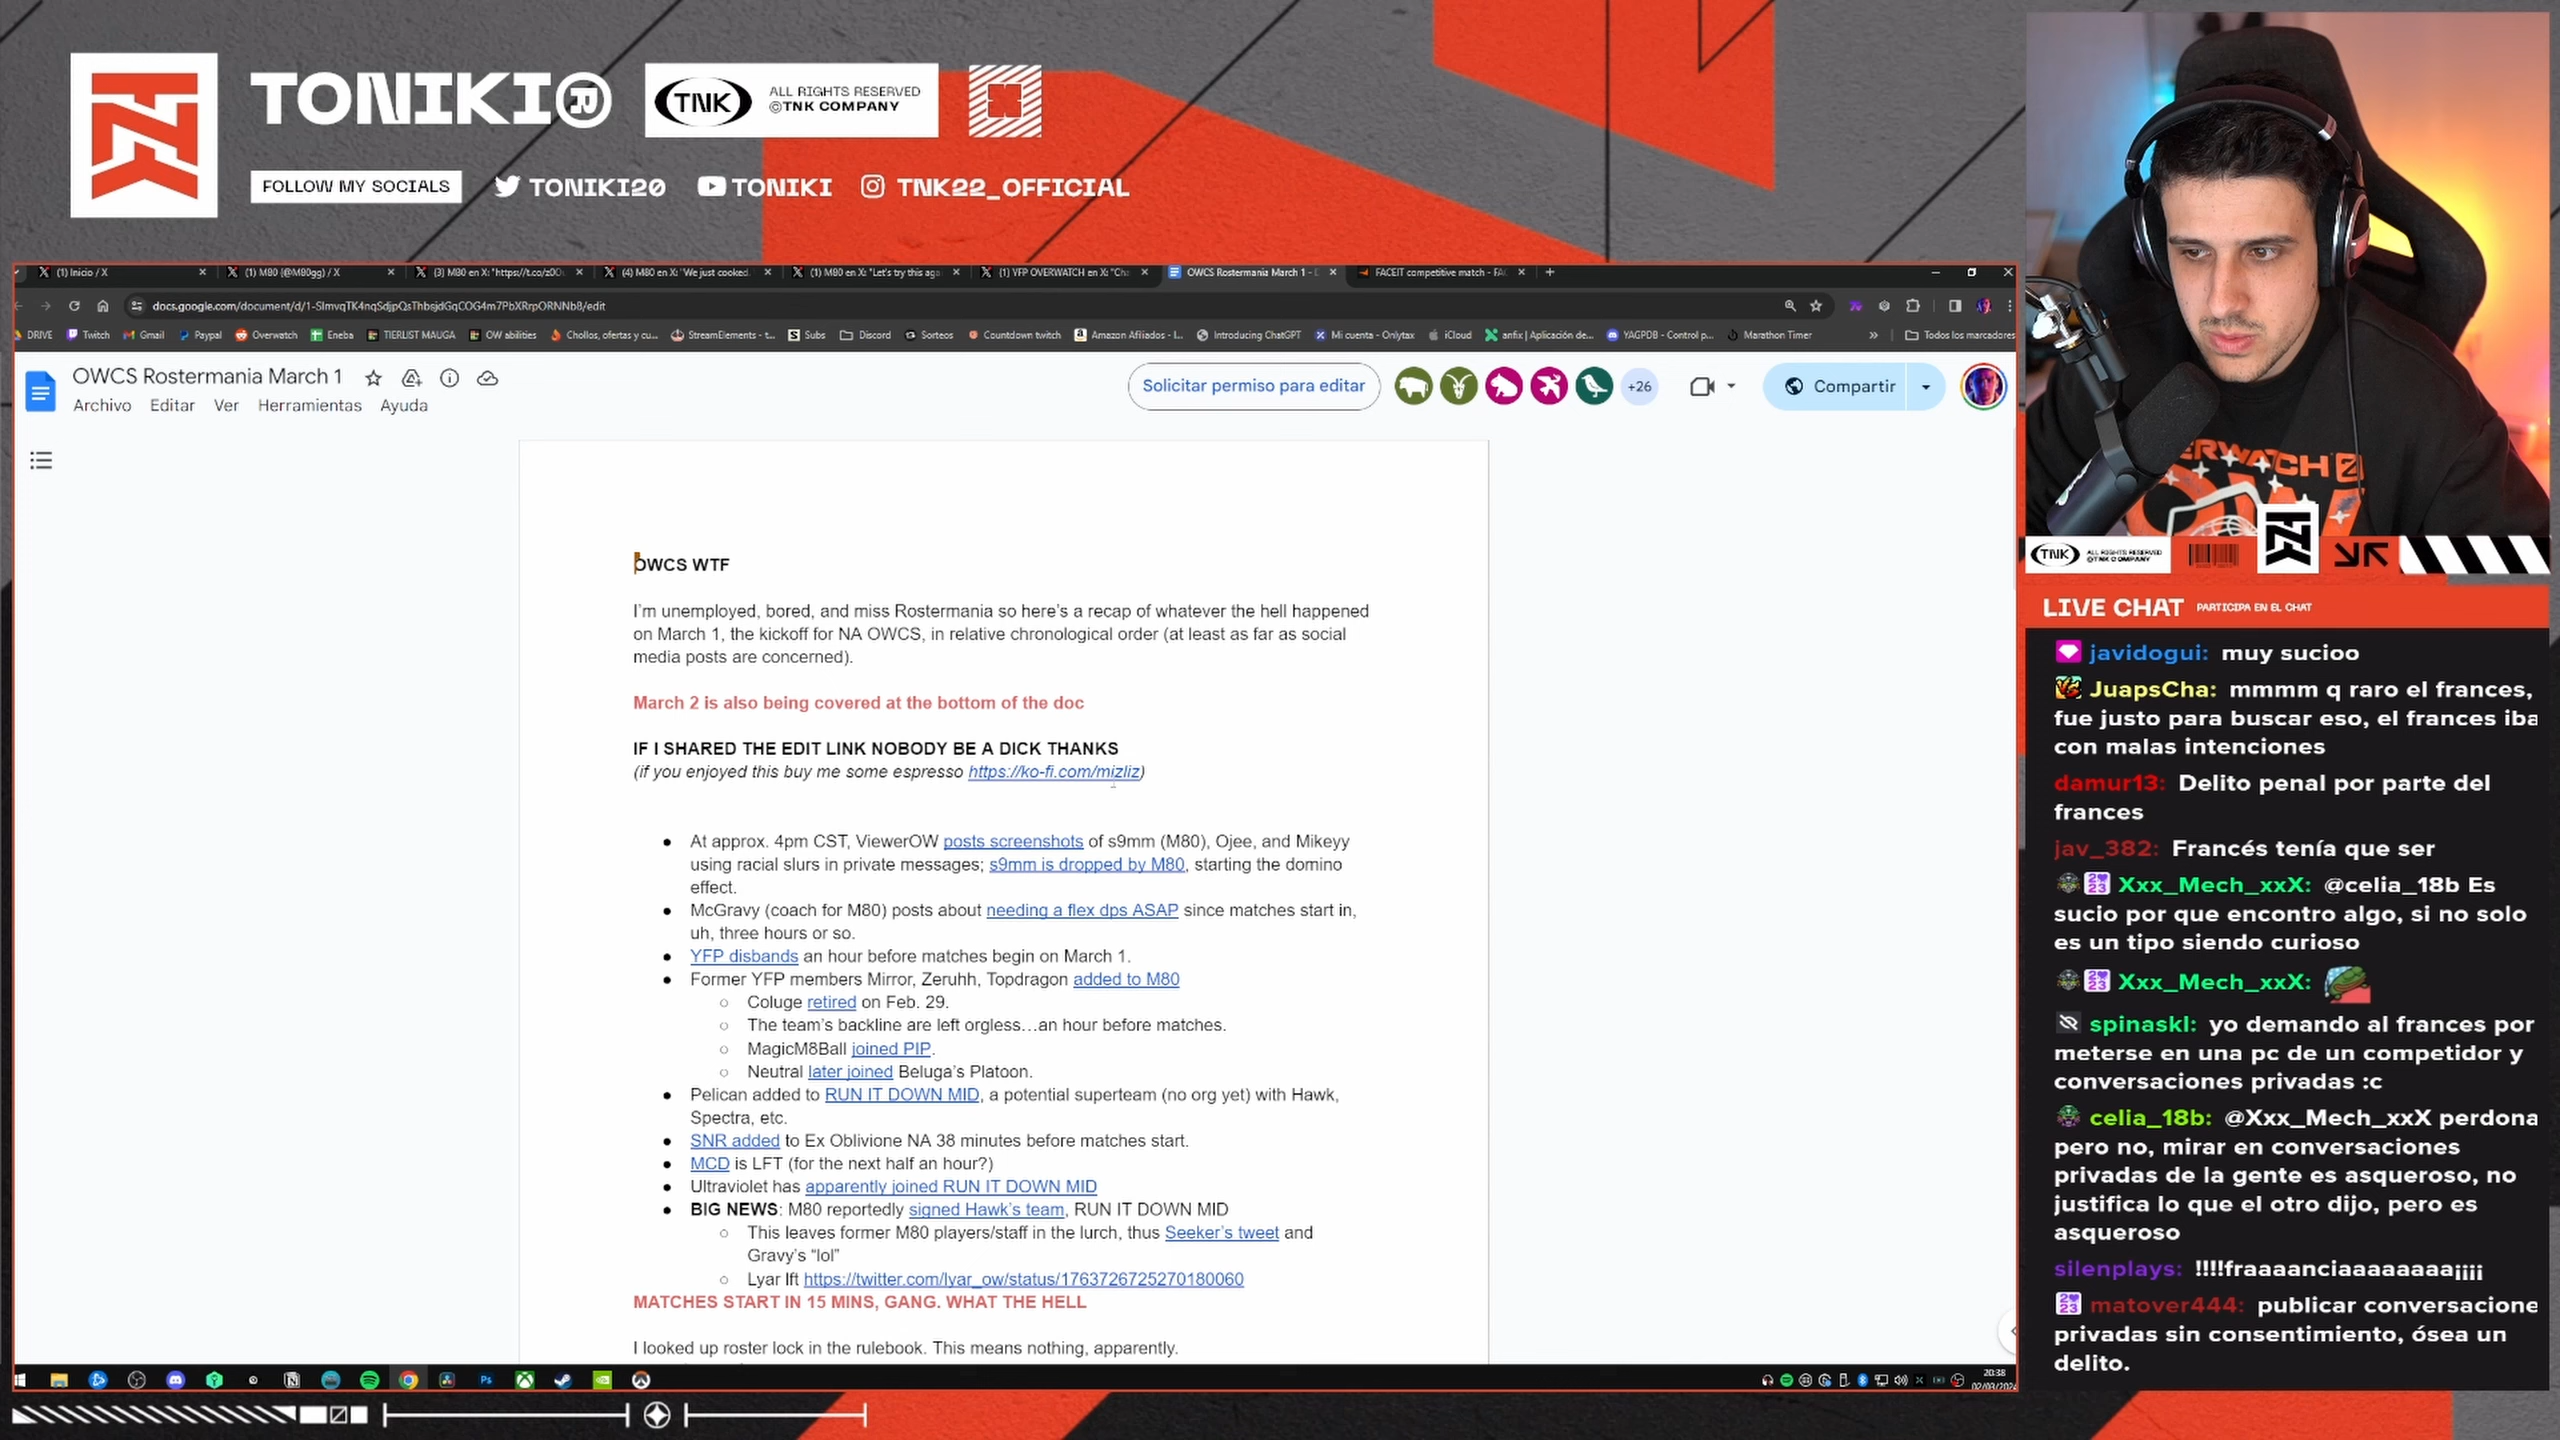 TONIKI®
TNK
ALL RIGHTS RESERVED
©TNK COMPANY
FOLLOW MY SOCIALS
TONIKI20
TONIKI
TNK22_OFFICIAL
(1) Inicio / X
(1) M80 (@M80gg) / X
(4) M80 en X: "We just cooked.
(1) M80 en X: "Let's try this aga
OWCS Rostermania March 1 - D
FACEIT competitive match - FA
docs.google.com/document/d/1-SImvqTK4nqSdjpQsThbsjdGqCOG4m7PbXRrpORNNb8/edit
DRIVE
Twitch
Gmail
Paypal
Overwatch
Eneba
TIERLIST MAUGA
OW abilities
Chollos, ofertas y cu...
StreamElements - t...
Subs
Discord
Sorteos
Countdown twitch
Amazon Afiliados - I...
Introducing ChatGPT
Mi cuenta - Onlytax
iCloud
anfix | Aplicación de...
YAGPDB - Control p...
Marathon Timer
Todos los marcadores
OWCS Rostermania March 1
Archivo Editar Ver Herramientas Ayuda
Solicitar permiso para editar
+26
Compartir
OWCS WTF
I'm unemployed, bored, and miss Rostermania so here's a recap of whatever the hell happened
on March 1, the kickoff for NA OWCS, in relative chronological order (at least as far as social
media posts are concerned).
March 2 is also being covered at the bottom of the doc
IF I SHARED THE EDIT LINK NOBODY BE A DICK THANKS
(if you enjoyed this buy me some espresso https://ko-fi.com/mizliz)
● At approx. 4pm CST, ViewerOW posts screenshots of s9mm (M80), Ojee, and Mikeyy
using racial slurs in private messages; s9mm is dropped by M80, starting the domino
effect.
● McGravy (coach for M80) posts about needing a flex dps ASAP since matches start in,
uh, three hours or so.
● YFP disbands an hour before matches begin on March 1.
● Former YFP members Mirror, Zeruhh, Topdragon added to M80
○ Coluge retired on Feb. 29.
○ The team's backline are left orgless…an hour before matches.
○ MagicM8Ball joined PIP.
○ Neutral later joined Beluga's Platoon.
● Pelican added to RUN IT DOWN MID, a potential superteam (no org yet) with Hawk,
Spectra, etc.
● SNR added to Ex Oblivione NA 38 minutes before matches start.
● MCD is LFT (for the next half an hour?)
● Ultraviolet has apparently joined RUN IT DOWN MID
● BIG NEWS: M80 reportedly signed Hawk's team, RUN IT DOWN MID
○ This leaves former M80 players/staff in the lurch, thus Seeker's tweet and
Gravy's "lol"
○ Lyar lft https://twitter.com/lyar_ow/status/1763726725270180060
MATCHES START IN 15 MINS, GANG. WHAT THE HELL
I looked up roster lock in the rulebook. This means nothing, apparently.
20:38
TNK
ALL RIGHTS RESERVED
©TNK COMPANY
LIVE CHAT PARTICIPA EN EL CHAT
javidogui: muy sucioo
JuapsCha: mmmm q raro el frances,
fue justo para buscar eso, el frances iba
con malas intenciones
damur13: Delito penal por parte del
frances
jav_382: Francés tenía que ser
Xxx_Mech_xxX: @celia_18b Es
sucio por que encontro algo, si no solo
es un tipo siendo curioso
Xxx_Mech_xxX:
spinaskl: yo demando al frances por
meterse en una pc de un competidor y
conversaciones privadas :c
celia_18b: @Xxx_Mech_xxX perdona
pero no, mirar en conversaciones
privadas de la gente es asqueroso, no
justifica lo que el otro dijo, pero es
asqueroso
silenplays: !!!!fraaaanciaaaaaaaa¡¡¡¡
matover444: publicar conversacione
privadas sin consentimiento, ósea un
delito.